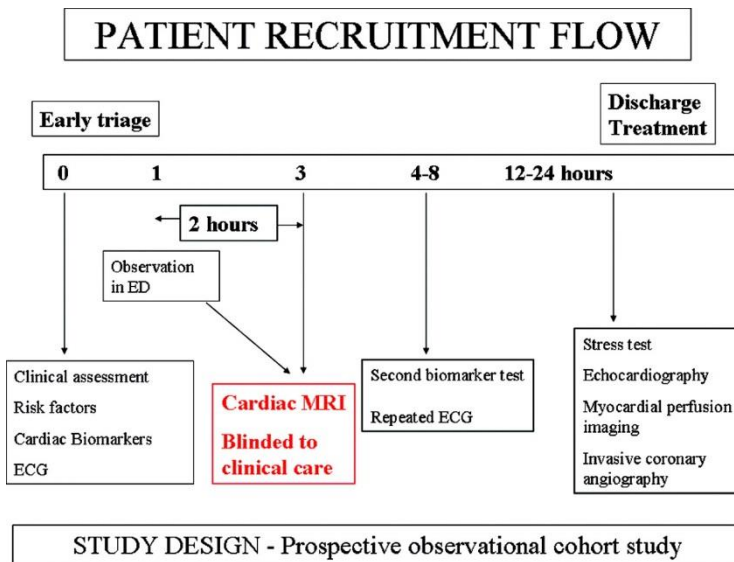 PATIENT RECRUITMENT FLOW
Early triage
Discharge
Treatment
0 1 3 4-8 12-24 hours
2 hours
Observation
in ED
Clinical assessment
Risk factors
Cardiac Biomarkers
ECG
Cardiac MRI
Blinded to
clinical care
Second biomarker test
Repeated ECG
Stress test
Echocardiography
Myocardial perfusion
imaging
Invasive coronary
angiography
STUDY DESIGN - Prospective observational cohort study